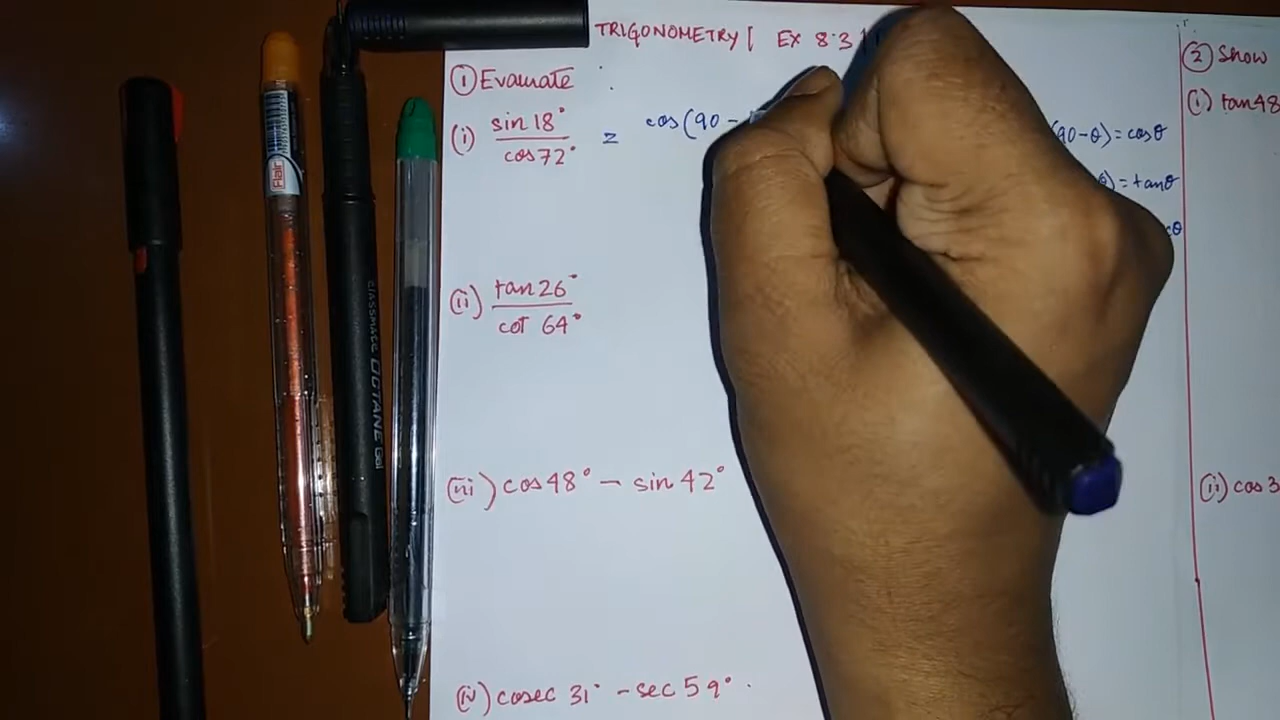 TRIGONOMETRY [ EX 8.3
① Evaluate :
(i) sin 18° / cos 72° = cos(90 -
(90-θ) = cosθ
θ) = tanθ
(ii) tan 26° / cot 64°
(iii) cos 48° - sin 42°
(iv) cosec 31° - sec 59°.
② Show
(i) tan 48
(ii) cos 3
Flair
CLASSMATE OCTANE Gel